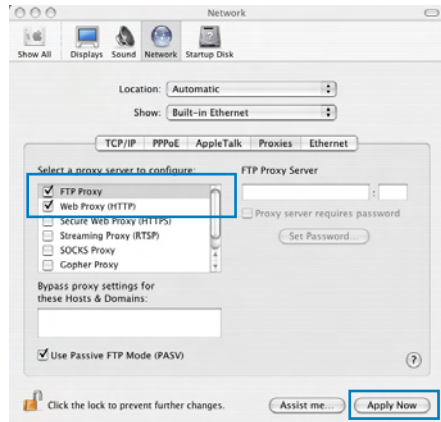 Network
Show All Displays Sound Network Startup Disk
Location: Automatic
Show: Built-in Ethernet
TCP/IP PPPoE AppleTalk Proxies Ethernet
Select a proxy server to configure: FTP Proxy Server
FTP Proxy
:
Web Proxy (HTTP)
Proxy server requires password
Secure Web Proxy (HTTPS)
Streaming Proxy (RTSP) Set Password...
SOCKS Proxy
Gopher Proxy
Bypass proxy settings for
these Hosts & Domains:
Use Passive FTP Mode (PASV)
?
Click the lock to prevent further changes. Assist me... Apply Now